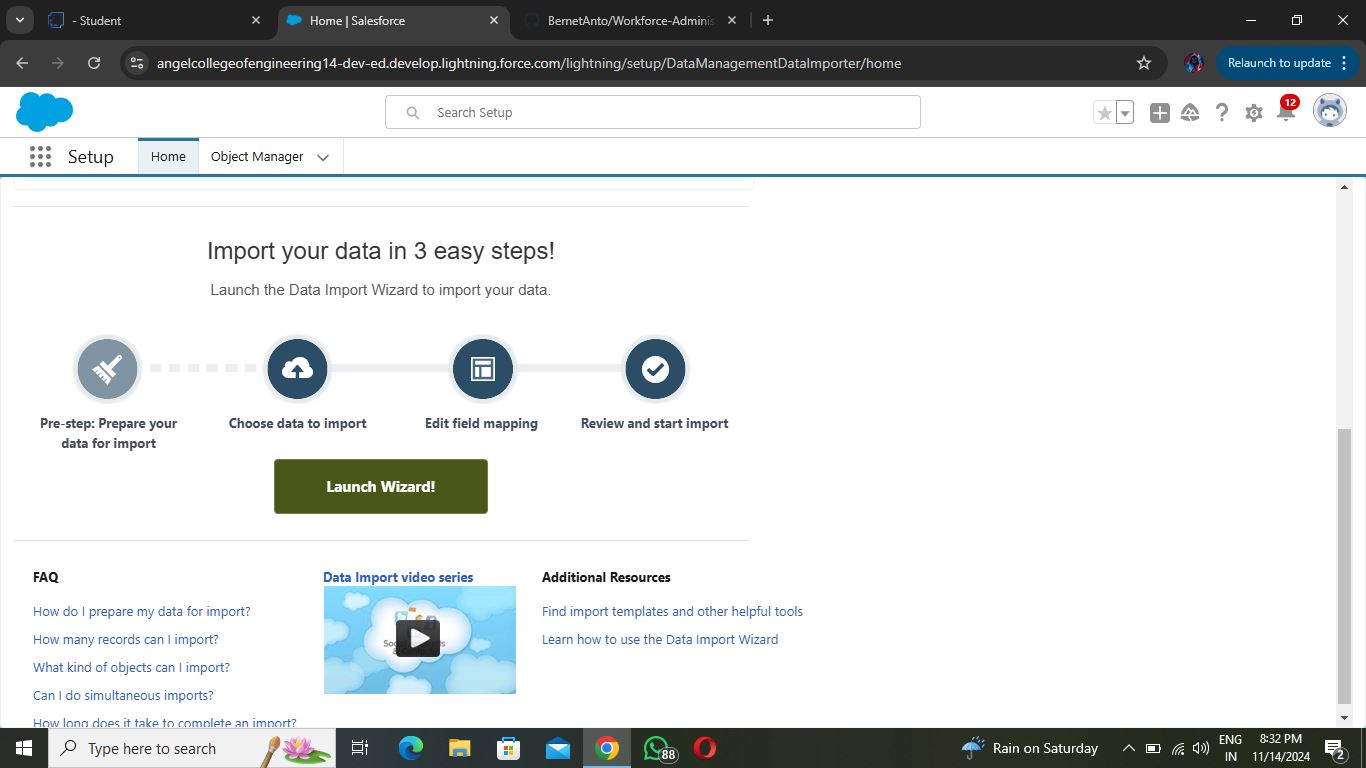 - Student
Home | Salesforce
BernetAnto/Workforce-Adminis
angelcollegeofengineering14-dev-ed.develop.lightning.force.com/lightning/setup/DataManagementDataImporter/home
Relaunch to update
Search Setup
12
Setup
Home
Object Manager
Import your data in 3 easy steps!
Launch the Data Import Wizard to import your data.
Pre-step: Prepare your
data for import
Choose data to import
Edit field mapping
Review and start import
Launch Wizard!
FAQ
How do I prepare my data for import?
How many records can I import?
What kind of objects can I import?
Can I do simultaneous imports?
How long does it take to complete an import?
Data Import video series
Additional Resources
Find import templates and other helpful tools
Learn how to use the Data Import Wizard
Type here to search
88
Rain on Saturday
ENG
IN
8:32 PM
11/14/2024
2